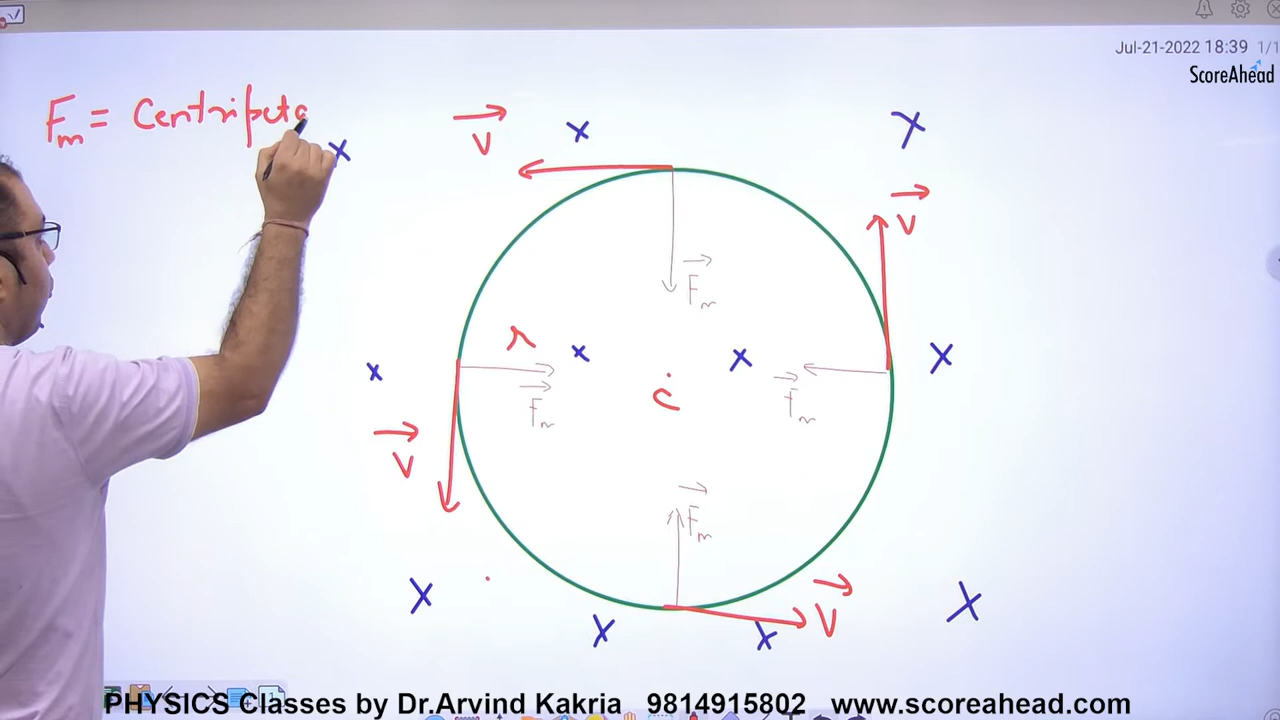 Jul-21-2022 18:39 1/1
ScoreAhead
Fm = Centripeta
x
V
x
X
V
Fm
r
x
x
c
x
X
x
Fm
Fm
V
Fm
X
X
x
V
X
PHYSICS Classes by Dr.Arvind Kakria 9814915802 www.scoreahead.com